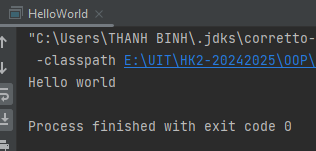 HelloWorld
"C:\Users\THANH BINH\.jdks\corretto-
-classpath E:\UIT\HK2-20242025\OOP\
Hello world
Process finished with exit code 0